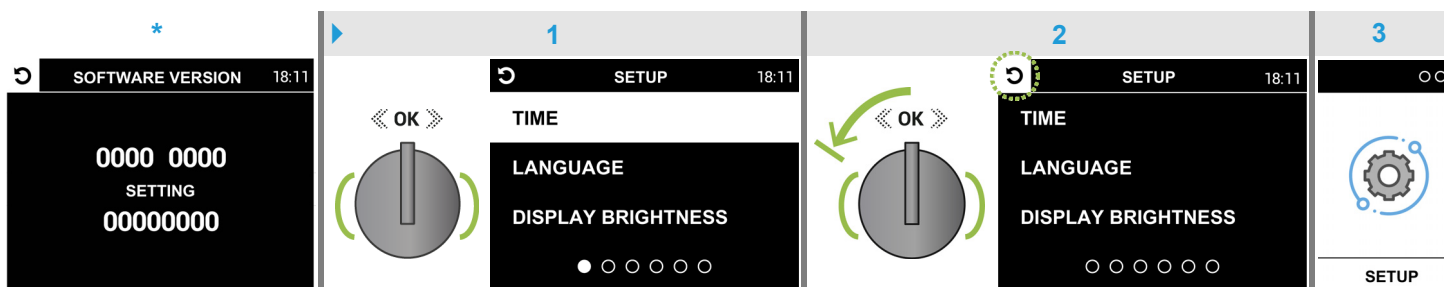 *
SOFTWARE VERSION 18:11
0000 0000
SETTING
00000000
1
OK
SETUP 18:11
TIME
LANGUAGE
DISPLAY BRIGHTNESS
2
OK
SETUP 18:11
TIME
LANGUAGE
DISPLAY BRIGHTNESS
3
SETUP